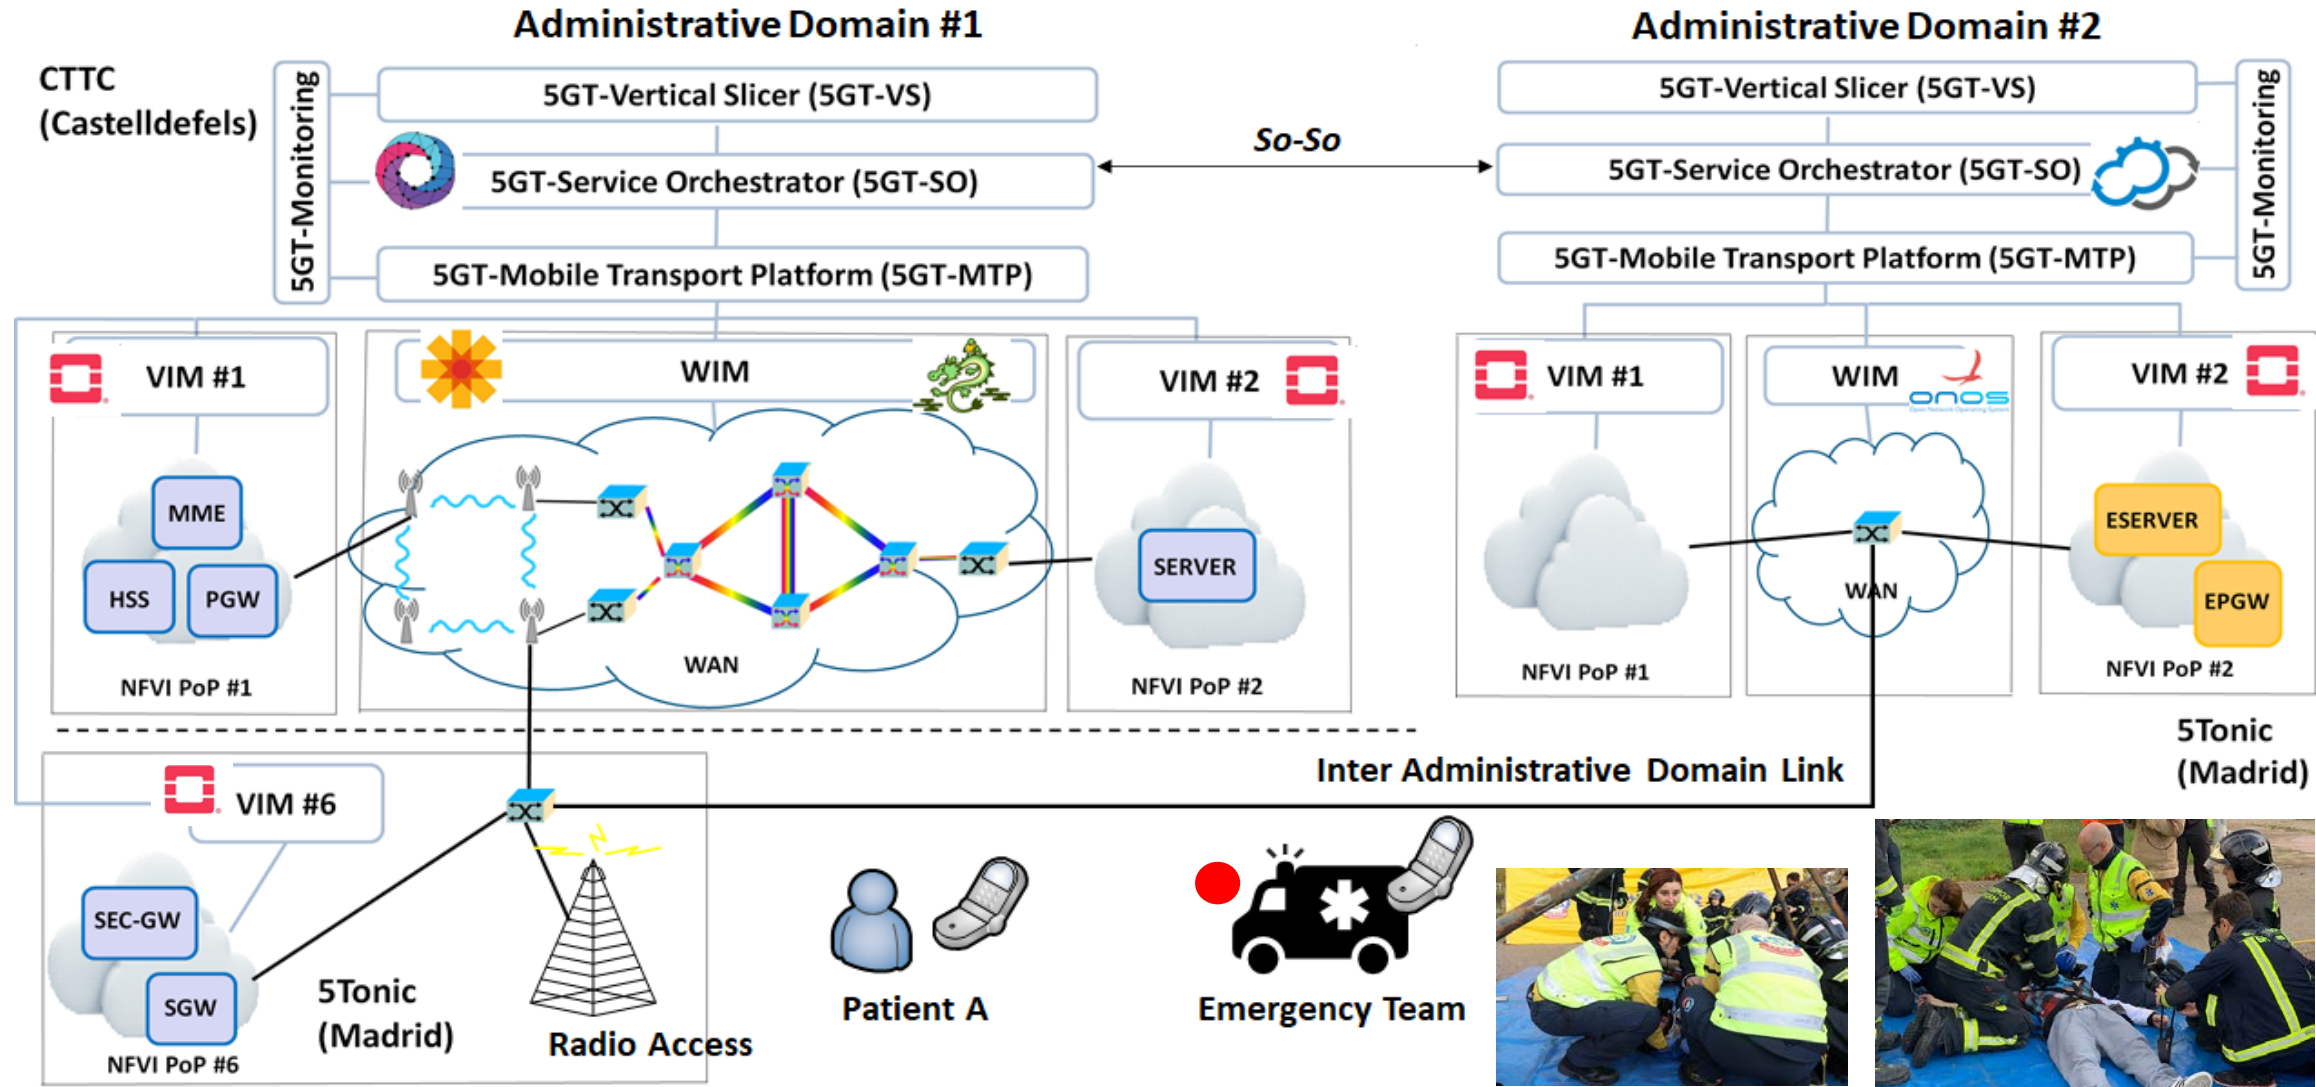 Administrative Domain #1
Administrative Domain #2
CTTC
(Castelldefels)
5GT-Monitoring
5GT-Vertical Slicer (5GT-VS)
5GT-Service Orchestrator (5GT-SO)
5GT-Mobile Transport Platform (5GT-MTP)
So-So
5GT-Vertical Slicer (5GT-VS)
5GT-Service Orchestrator (5GT-SO)
5GT-Mobile Transport Platform (5GT-MTP)
5GT-Monitoring
VIM #1
WIM
VIM #2
VIM #1
WIM
onos
Open Network Operating System
VIM #2
MME
HSS
PGW
NFVI PoP #1
WAN
SERVER
NFVI PoP #2
NFVI PoP #1
WAN
ESERVER
EPGW
NFVI PoP #2
5Tonic
(Madrid)
Inter Administrative Domain Link
VIM #6
SEC-GW
SGW
NFVI PoP #6
5Tonic
(Madrid)
Radio Access
Patient A
Emergency Team